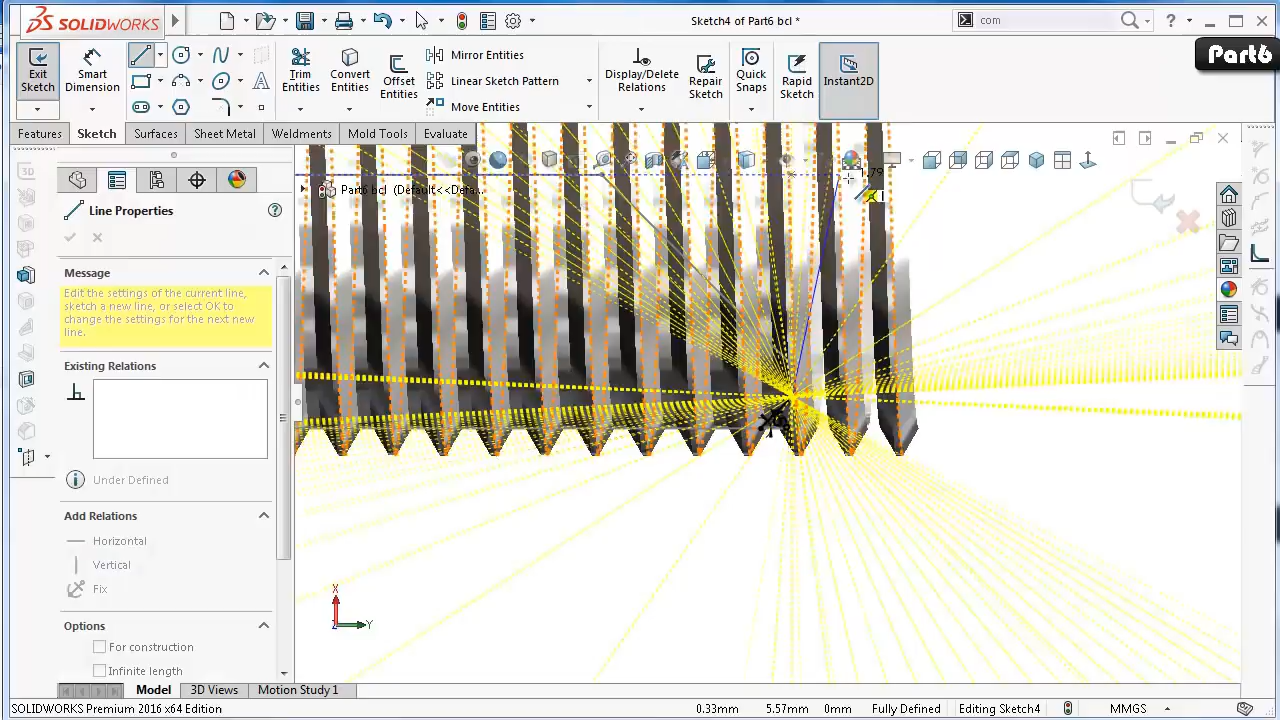 SOLIDWORKS
Sketch4 of Part6 bcl *
com
Part6
Exit Sketch
Smart Dimension
Trim Entities
Convert Entities
Offset Entities
Mirror Entities
Linear Sketch Pattern
Move Entities
Display/Delete Relations
Repair Sketch
Quick Snaps
Rapid Sketch
Instant2D
Features
Sketch
Surfaces
Sheet Metal
Weldments
Mold Tools
Evaluate
Part6 bcl (Default<<Defa...
Line Properties
Message
Edit the settings of the current line,
sketch a new line, or select OK to
change the settings for the next new
line.
Existing Relations
Under Defined
Add Relations
Horizontal
Vertical
Fix
Options
For construction
Infinite length
X
Y
Model
3D Views
Motion Study 1
SOLIDWORKS Premium 2016 x64 Edition
0.33mm
5.57mm
0mm
Fully Defined
Editing Sketch4
MMGS